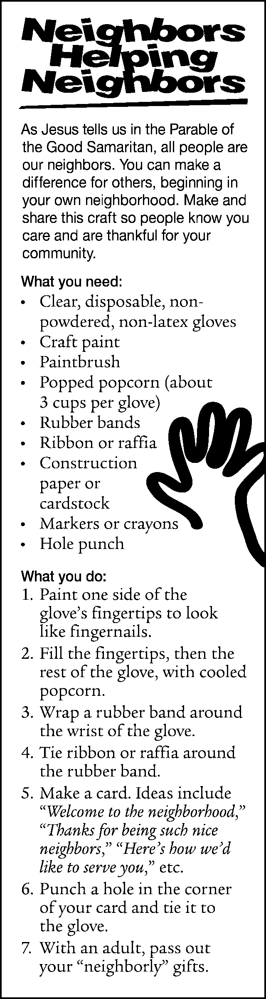 Neighbors
Helping
Neighbors
As Jesus tells us in the Parable of
the Good Samaritan, all people are
our neighbors. You can make a
difference for others, beginning in
your own neighborhood. Make and
share this craft so people know you
care and are thankful for your
community.
What you need:
• Clear, disposable, non-
powdered, non-latex gloves
• Craft paint
• Paintbrush
• Popped popcorn (about
3 cups per glove)
• Rubber bands
• Ribbon or raffia
• Construction
paper or
cardstock
• Markers or crayons
• Hole punch
What you do:
1. Paint one side of the
glove’s fingertips to look
like fingernails.
2. Fill the fingertips, then the
rest of the glove, with cooled
popcorn.
3. Wrap a rubber band around
the wrist of the glove.
4. Tie ribbon or raffia around
the rubber band.
5. Make a card. Ideas include
“Welcome to the neighborhood,”
“Thanks for being such nice
neighbors,” “Here’s how we’d
like to serve you,” etc.
6. Punch a hole in the corner
of your card and tie it to
the glove.
7. With an adult, pass out
your “neighborly” gifts.